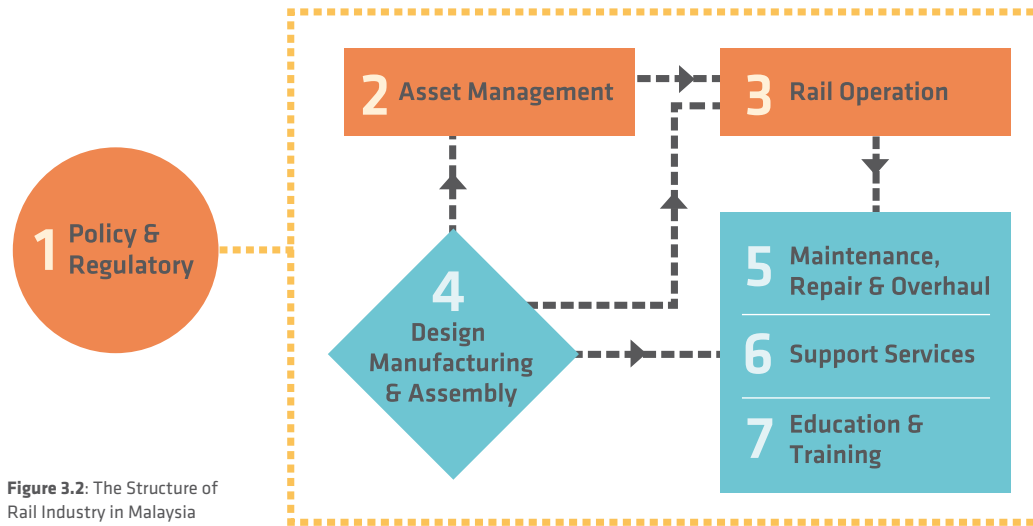 1 Policy &
Regulatory
2 Asset Management
3 Rail Operation
4
Design
Manufacturing
& Assembly
5 Maintenance,
Repair & Overhaul
6 Support Services
7 Education &
Training
Figure 3.2: The Structure of
Rail Industry in Malaysia